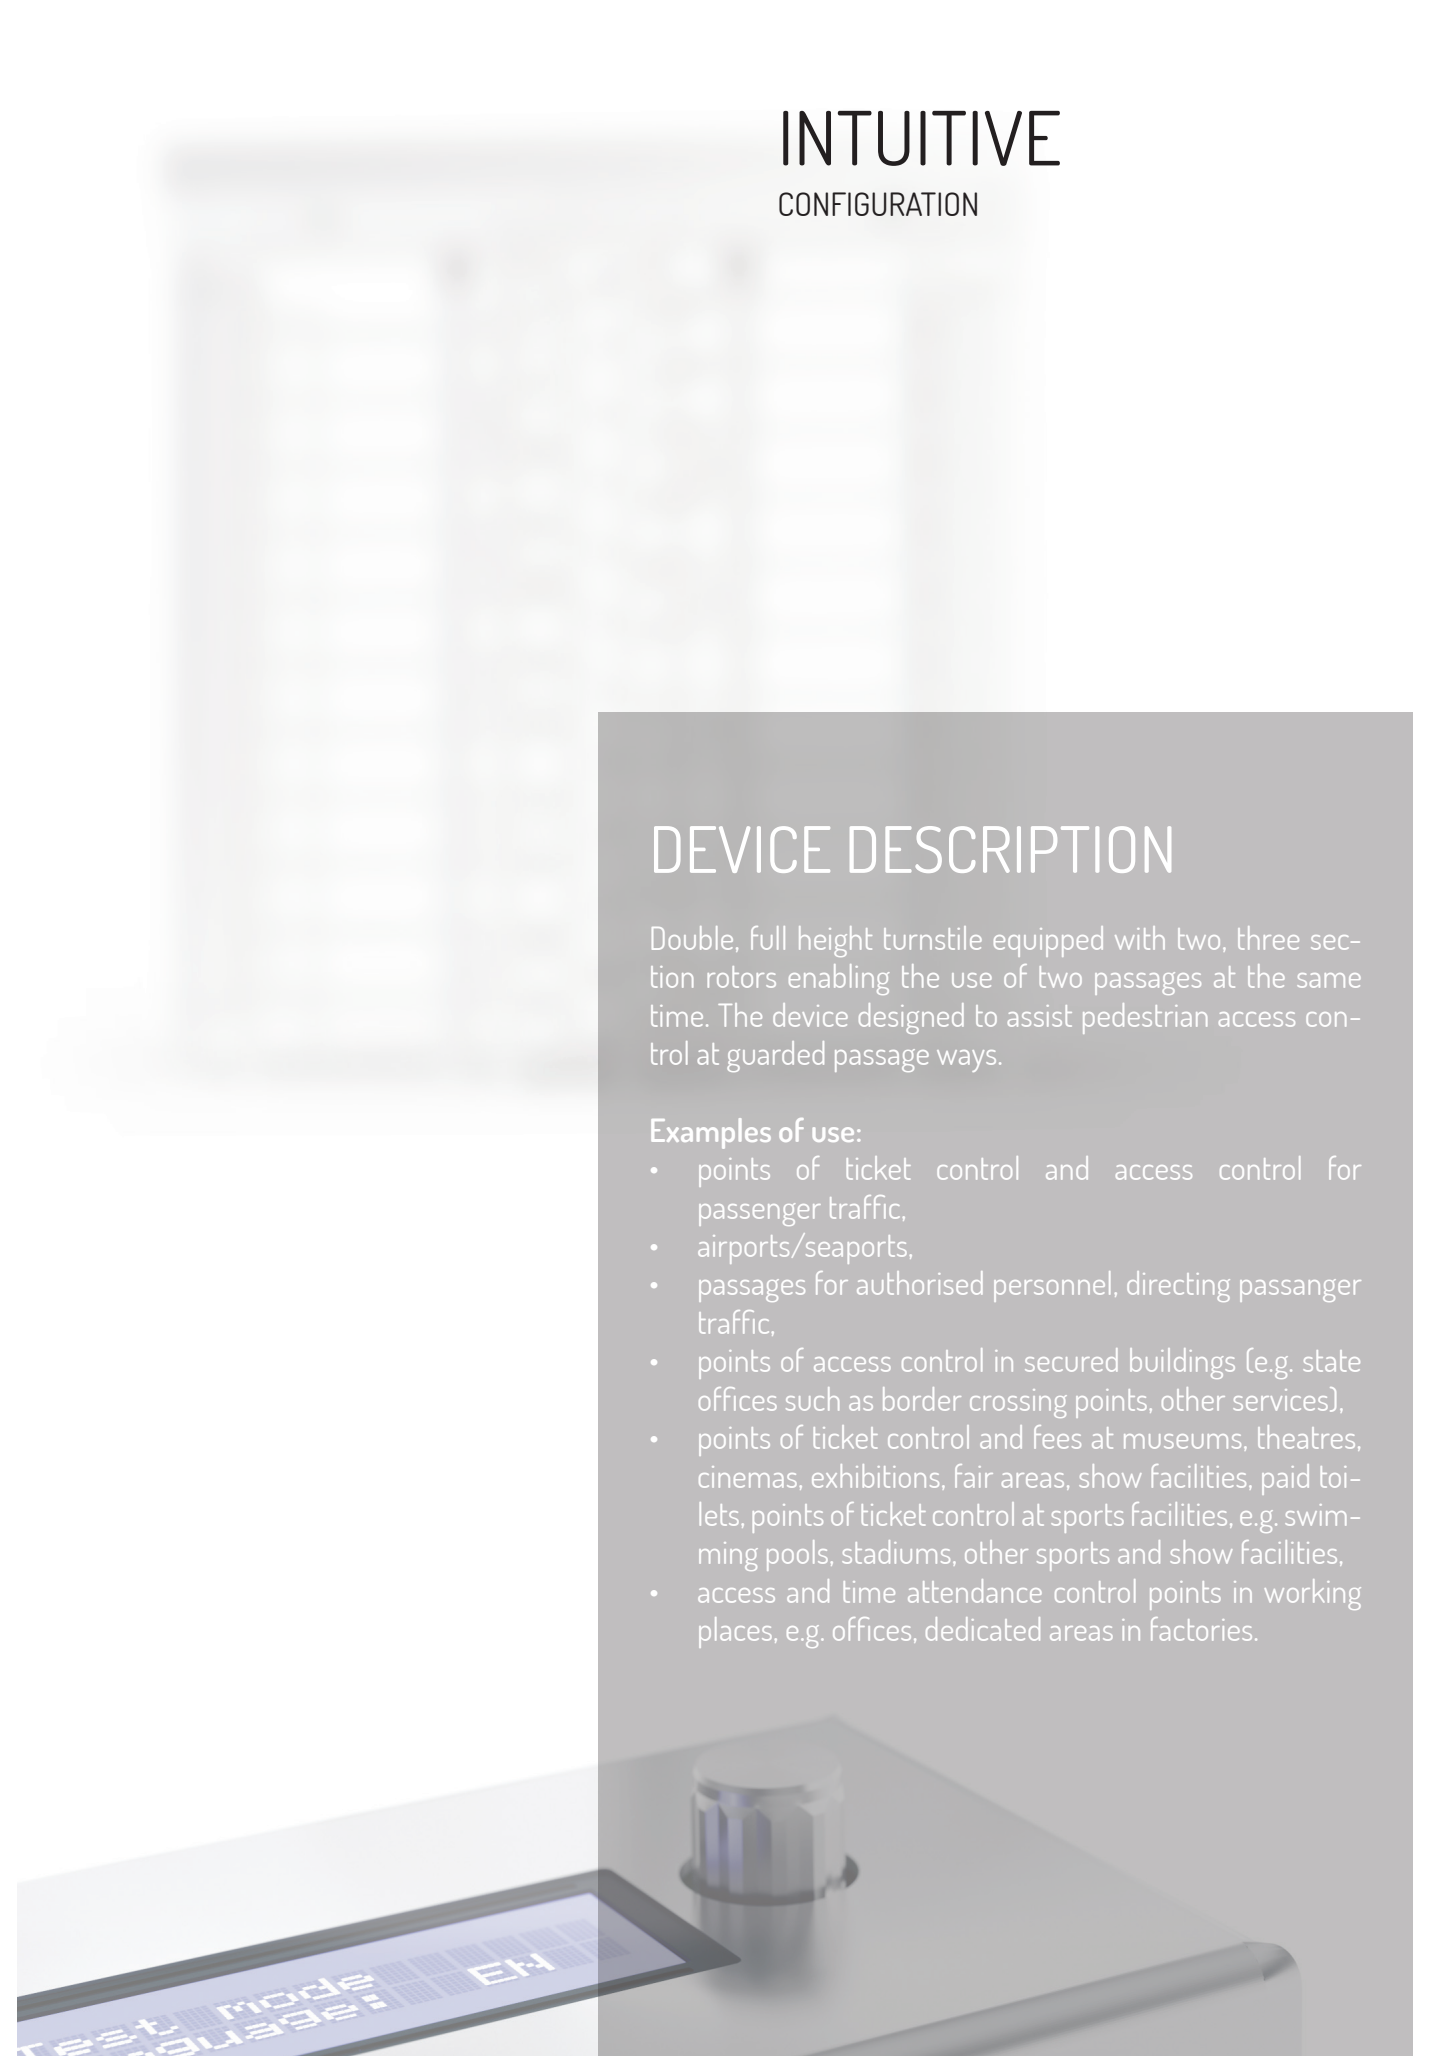 INTUITIVE
CONFIGURATION
DEVICE DESCRIPTION
Double, full height turnstile equipped with two, three sec-
tion rotors enabling the use of two passages at the same
time. The device designed to assist pedestrian access con-
trol at guarded passage ways.
Examples of use:
• points of ticket control and access control for
passenger traffic,
• airports/seaports,
• passages for authorised personnel, directing passanger
traffic,
• points of access control in secured buildings (e.g. state
offices such as border crossing points, other services),
• points of ticket control and fees at museums, theatres,
cinemas, exhibitions, fair areas, show facilities, paid toi-
lets, points of ticket control at sports facilities, e.g. swim-
ming pools, stadiums, other sports and show facilities,
• access and time attendance control points in working
places, e.g. offices, dedicated areas in factories.
Test mode
nguage: EN